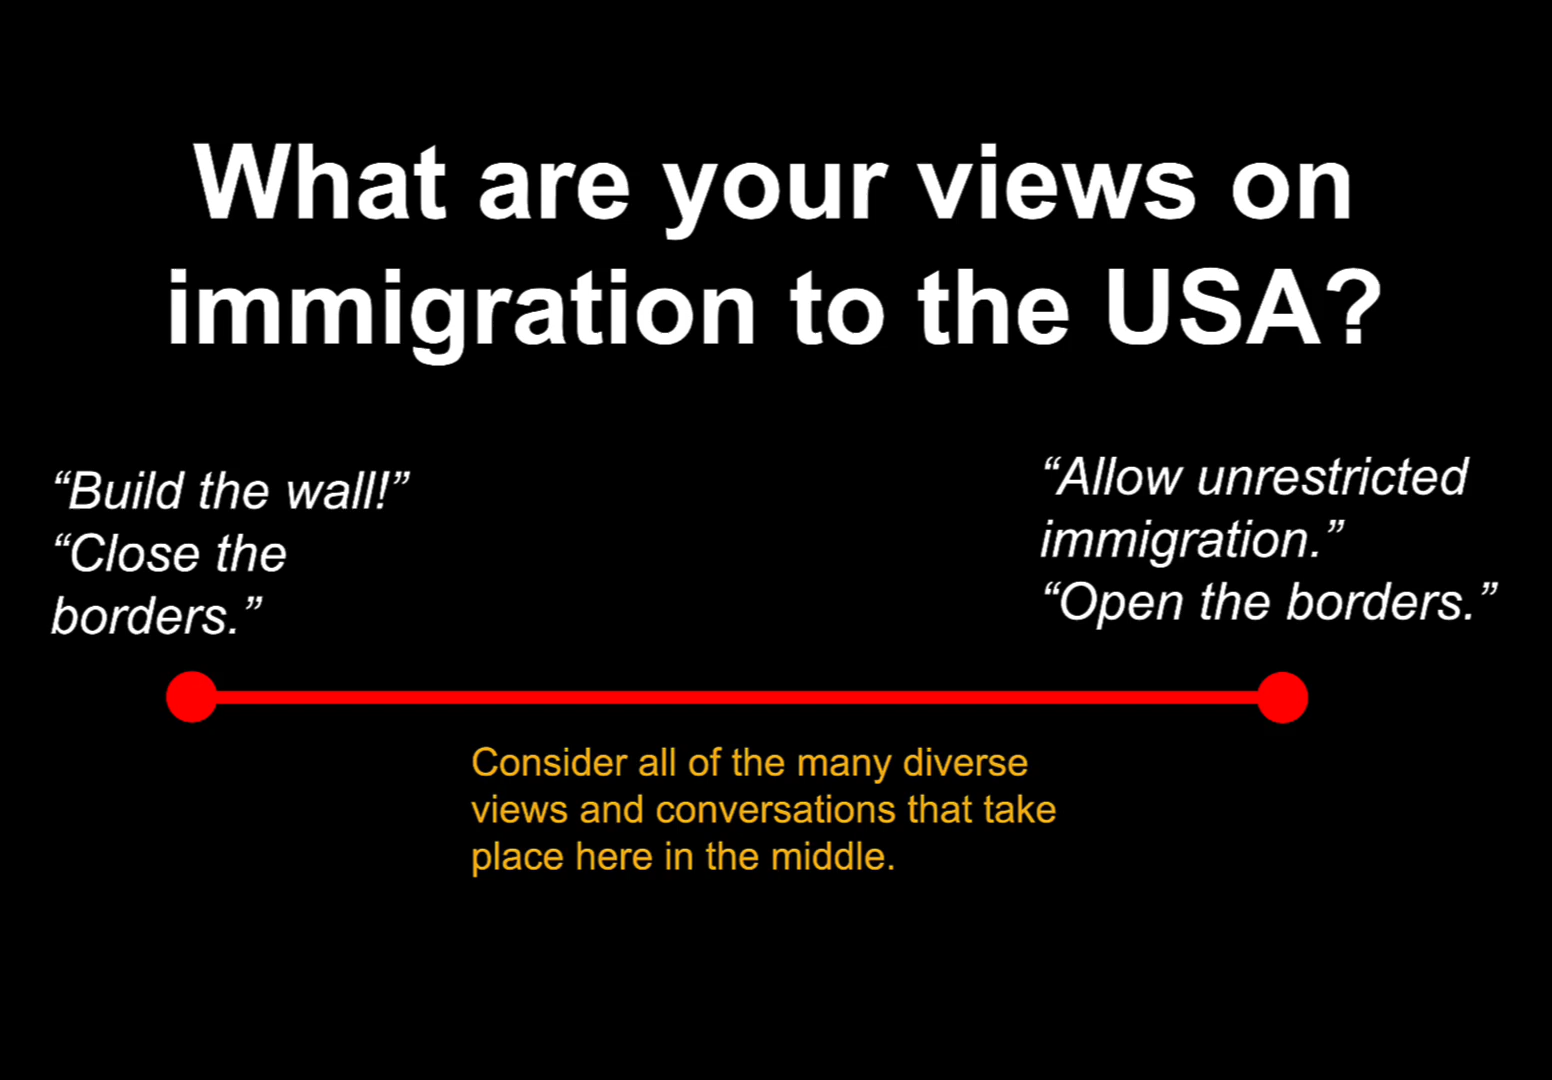 What are your views on
immigration to the USA?
“Build the wall!”
“Close the
borders.”
“Allow unrestricted
immigration.”
“Open the borders.”
Consider all of the many diverse
views and conversations that take
place here in the middle.